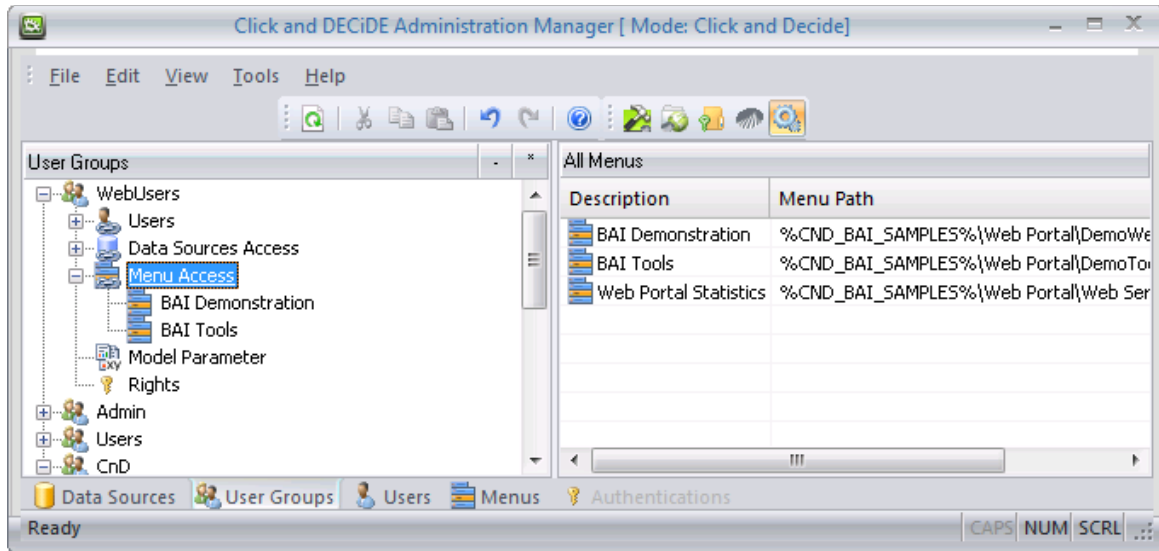 Click and DECiDE Administration Manager [ Mode: Click and Decide]
File Edit View Tools Help
User Groups
WebUsers
Users
Data Sources Access
Menu Access
BAI Demonstration
BAI Tools
Model Parameter
Rights
Admin
Users
CnD
All Menus
Description Menu Path
BAI Demonstration %CND_BAI_SAMPLES%\Web Portal\DemoWe
BAI Tools %CND_BAI_SAMPLES%\Web Portal\DemoToo
Web Portal Statistics %CND_BAI_SAMPLES%\Web Portal\Web Ser
Data Sources User Groups Users Menus Authentications
Ready CAPS NUM SCRL